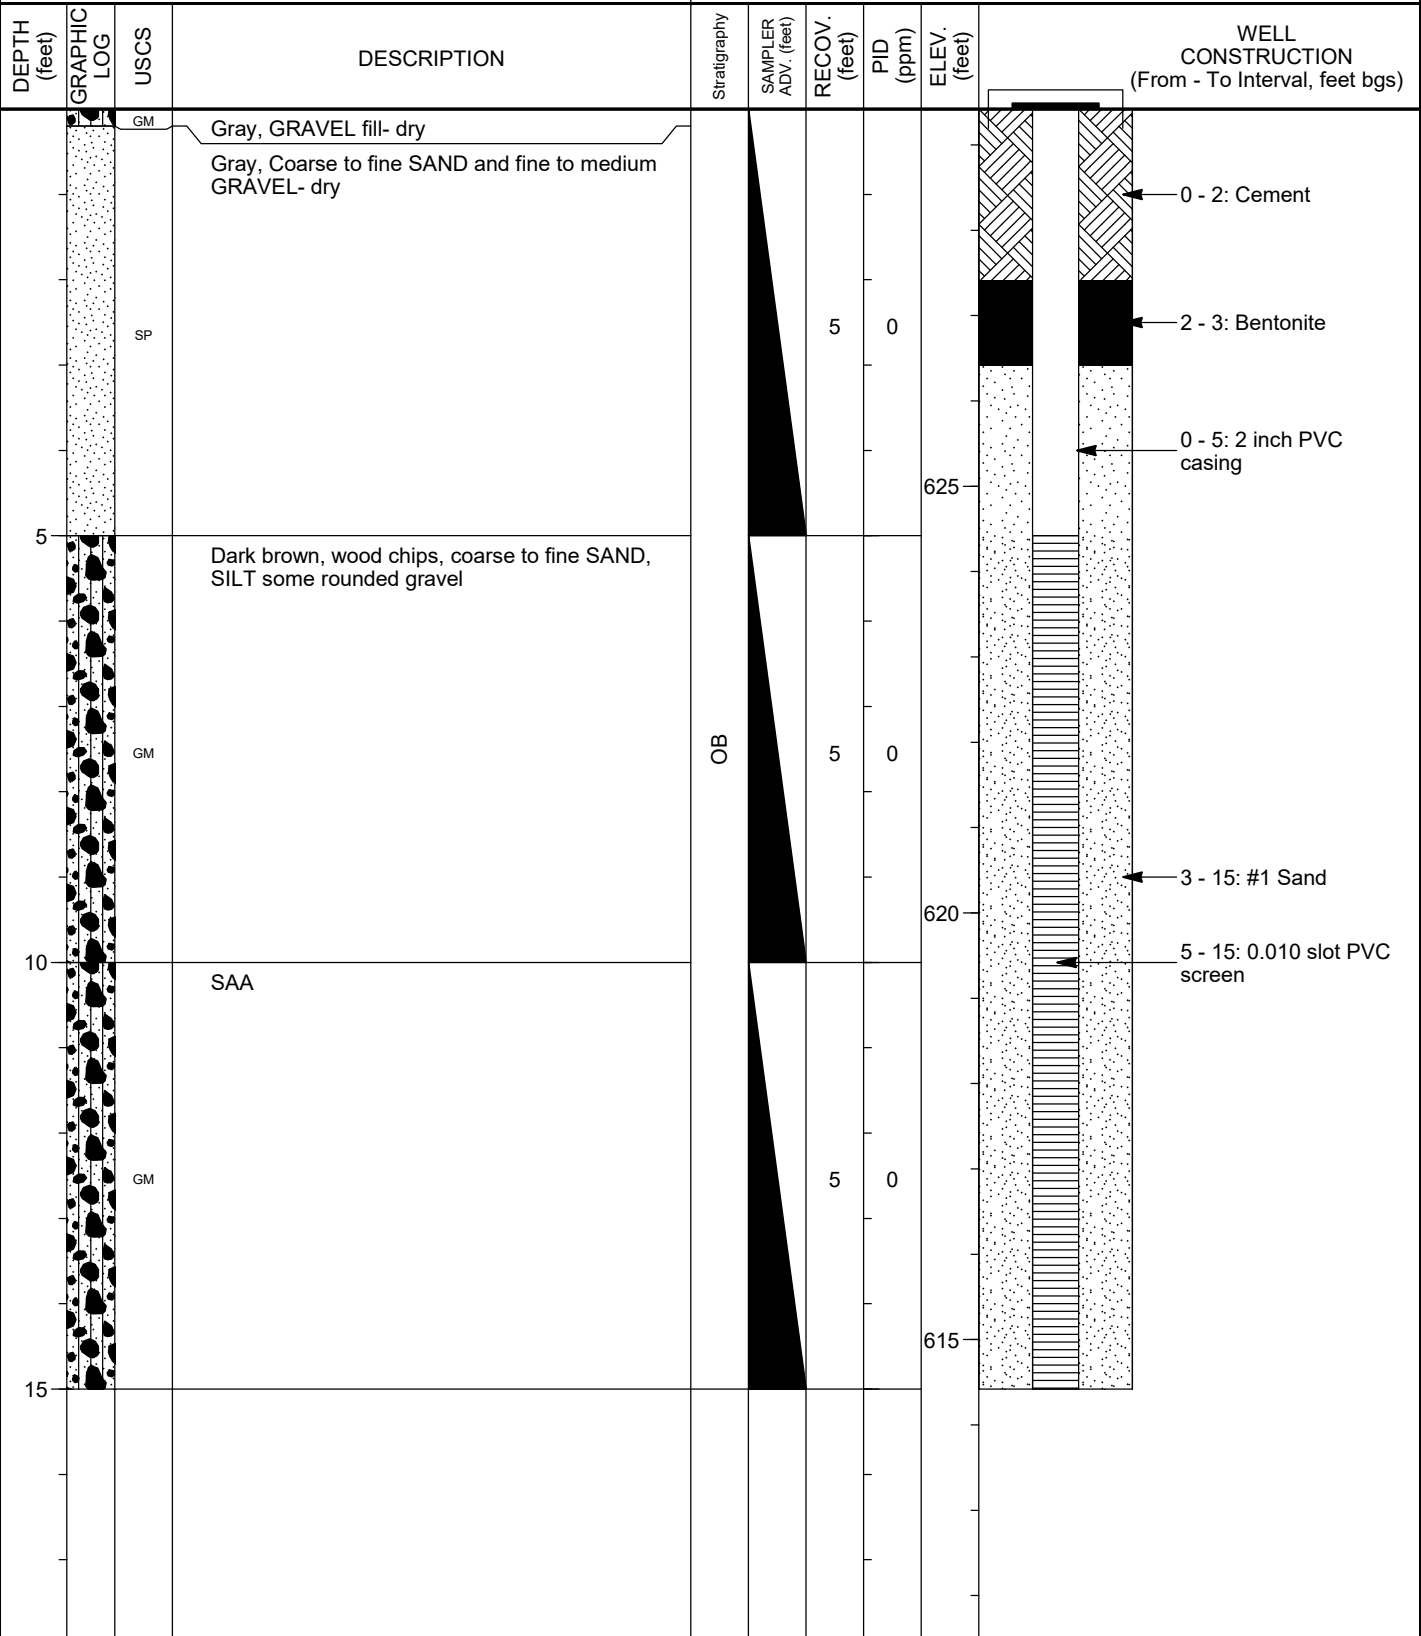 DEPTH
(feet)
GRAPHIC
LOG
USCS
DESCRIPTION
Stratigraphy
SAMPLER
ADV. (feet)
RECOV.
(feet)
PID
(ppm)
ELEV.
(feet)
WELL
CONSTRUCTION
(From - To Interval, feet bgs)
GM
Gray, GRAVEL fill- dry
Gray, Coarse to fine SAND and fine to medium
GRAVEL- dry
0 - 2: Cement
SP
5
0
2 - 3: Bentonite
0 - 5: 2 inch PVC
casing
625
5
Dark brown, wood chips, coarse to fine SAND,
SILT some rounded gravel
GM
OB
5
0
3 - 15: #1 Sand
620
10
5 - 15: 0.010 slot PVC
screen
SAA
GM
5
0
615
15